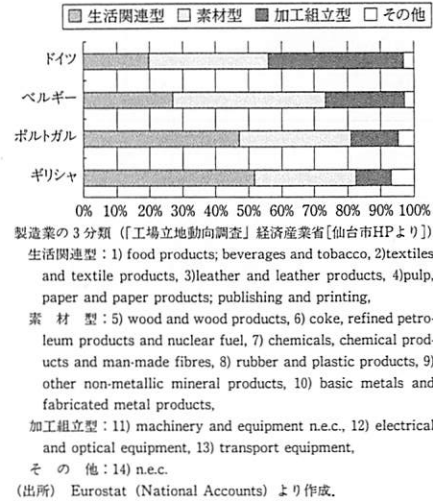 生活関連型 素材型 加工組立型 その他
ドイツ
ベルギー
ポルトガル
ギリシャ
0% 10% 20% 30% 40% 50% 60% 70% 80% 90% 100%
製造業の3分類(「工場立地動向調査」経済産業省[仙台市HPより])
生活関連型:1) food products; beverages and tobacco, 2)textiles
and textile products, 3)leather and leather products, 4)pulp,
paper and paper products; publishing and printing,
素 材 型:5) wood and wood products, 6) coke, refined petro-
leum products and nuclear fuel, 7) chemicals, chemical prod-
ucts and man-made fibres, 8) rubber and plastic products, 9)
other non-metallic mineral products, 10) basic metals and
fabricated metal products,
加工組立型:11) machinery and equipment n.e.c., 12) electrical
and optical equipment, 13) transport equipment,
そ の 他:14) n.e.c.
(出所) Eurostat (National Accounts) より作成.